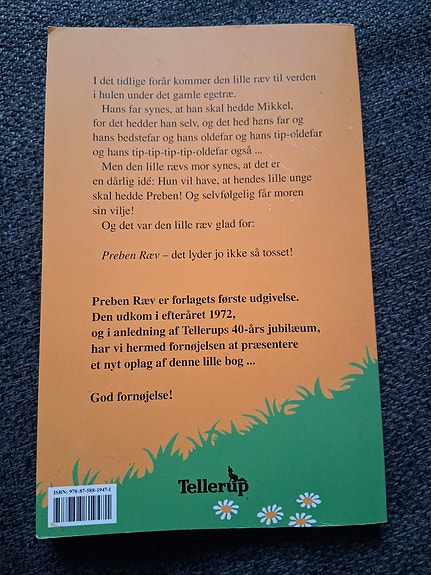 I det tidlige forår kommer den lille ræv til verden
i hulen under det gamle egetræ.
Hans far synes, at han skal hedde Mikkel,
for det hedder han selv, og det hed hans far og
hans bedstefar og hans oldefar og hans tip-oldefar
og hans tip-tip-tip-tip-oldefar også ...
Men den lille rævs mor synes, at det er
en dårlig idé: Hun vil have, at hendes lille unge
skal hedde Preben! Og selvfølgelig får moren
sin vilje!
Og det var den lille ræv glad for:
Preben Ræv – det lyder jo ikke så tosset!
Preben Ræv er forlagets første udgivelse.
Den udkom i efteråret 1972,
og i anledning af Tellerups 40-års jubilæum,
har vi hermed fornøjelsen at præsentere
et nyt oplag af denne lille bog ...
God fornøjelse!
Tellerup
ISBN: 978-87-588-1947-1